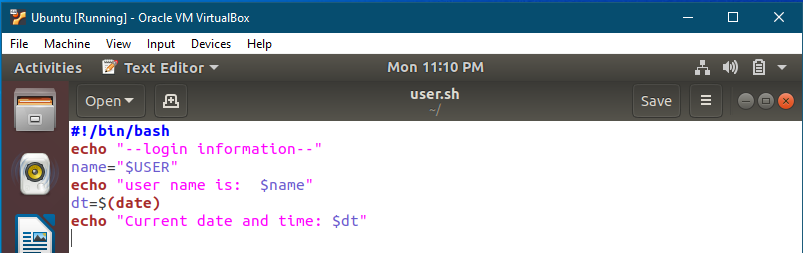 Ubuntu [Running] - Oracle VM VirtualBox
File Machine View Input Devices Help
Activities Text Editor Mon 11:10 PM
Open user.sh Save
~/
#!/bin/bash
echo "--login information--"
name="$USER"
echo "user name is:  $name"
dt=$(date)
echo "Current date and time: $dt"